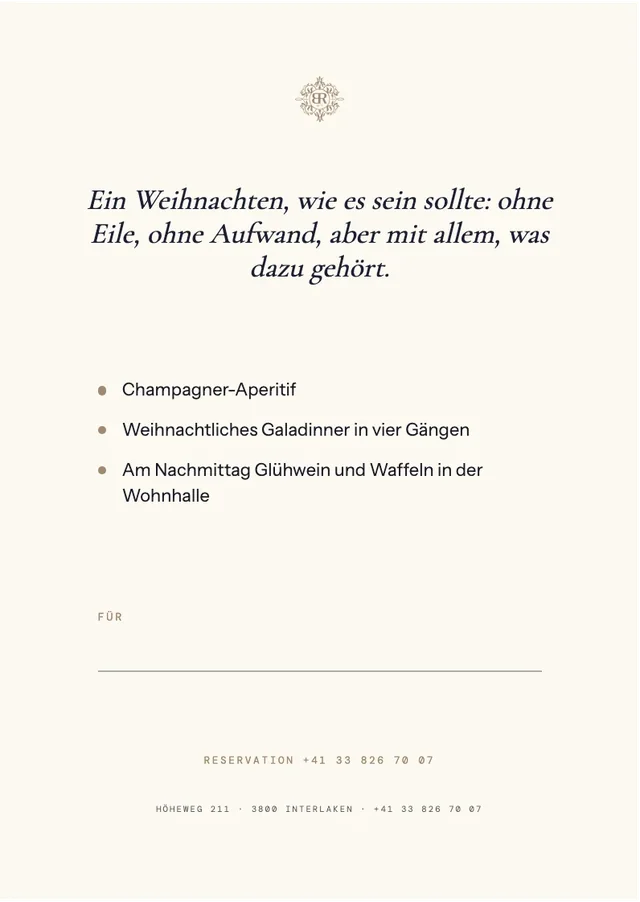 BR
Ein Weihnachten, wie es sein sollte: ohne
Eile, ohne Aufwand, aber mit allem, was
dazu gehört.
Champagner-Aperitif
Weihnachtliches Galadinner in vier Gängen
Am Nachmittag Glühwein und Waffeln in der
Wohnhalle
FÜR
RESERVATION +41 33 826 70 07
HÖHEWEG 211 · 3800 INTERLAKEN · +41 33 826 70 07